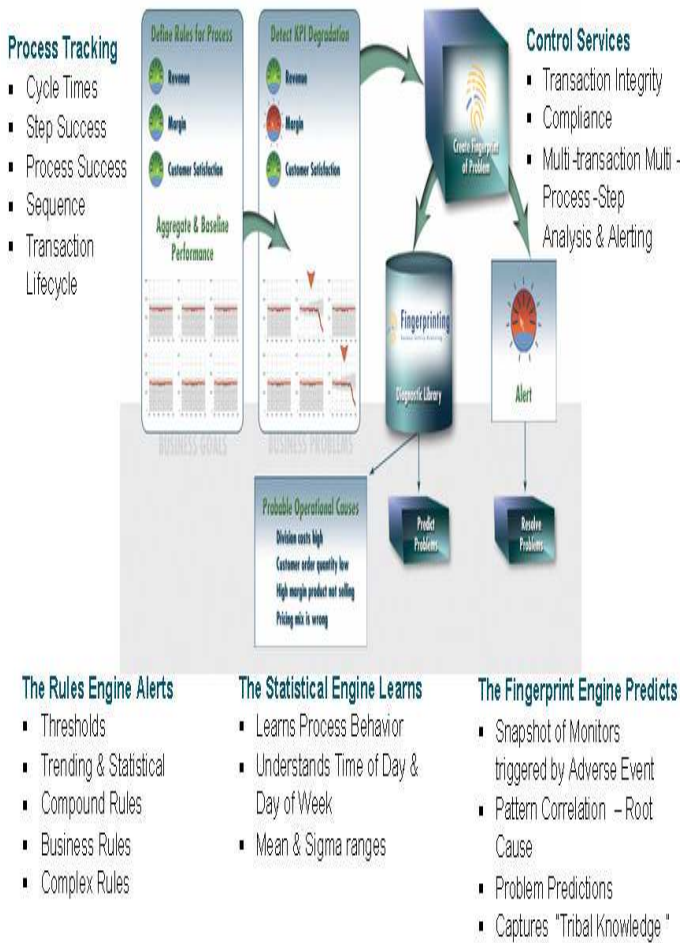 Process Tracking
▪ Cycle Times
▪ Step Success
▪ Process Success
▪ Sequence
▪ Transaction
Lifecycle
Define Rules for Process
Revenue
Margin
Customer Satisfaction
Aggregate & Baseline
Performance
BUSINESS GOALS
Detect KPI Degradation
Revenue
Margin
Customer Satisfaction
BUSINESS PROBLEMS
Create Fingerprint
of Problem
Control Services
▪ Transaction Integrity
▪ Compliance
▪ Multi-transaction Multi -
Process -Step
Analysis & Alerting
Fingerprinting
Diagnostic Library
Alert
Probable Operational Causes
Division costs high
Customer order quantity low
High margin product not selling
Pricing mix is wrong
Predict
Problems
Resolve
Problems
The Rules Engine Alerts
▪ Thresholds
▪ Trending & Statistical
▪ Compound Rules
▪ Business Rules
▪ Complex Rules
The Statistical Engine Learns
▪ Learns Process Behavior
▪ Understands Time of Day &
Day of Week
▪ Mean & Sigma ranges
The Fingerprint Engine Predicts
▪ Snapshot of Monitors
triggered by Adverse Event
▪ Pattern Correlation – Root
Cause
▪ Problem Predictions
▪ Captures "Tribal Knowledge "